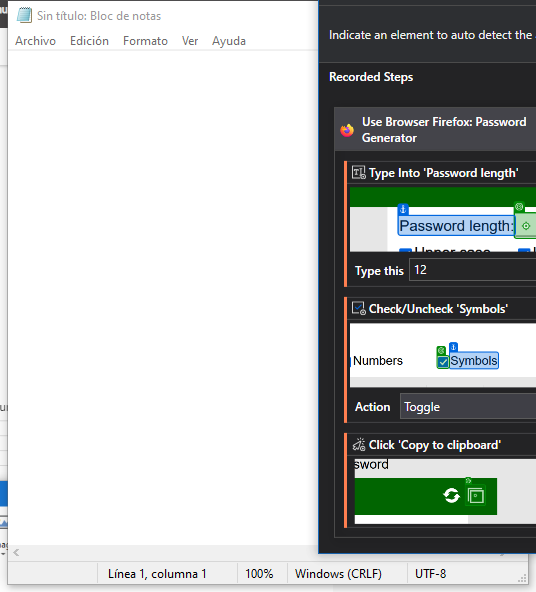 Sin título: Bloc de notas
Archivo Edición Formato Ver Ayuda
Línea 1, columna 1 100% Windows (CRLF) UTF-8
Indicate an element to auto detect the
Recorded Steps
Use Browser Firefox: Password
Generator
Type Into 'Password length'
Password length:
Type this 12
Check/Uncheck 'Symbols'
Numbers Symbols
Action Toggle
Click 'Copy to clipboard'
sword